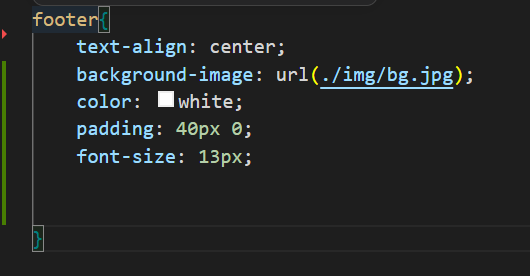 footer{
text-align: center;
background-image: url(./img/bg.jpg);
color: white;
padding: 40px 0;
font-size: 13px;
}